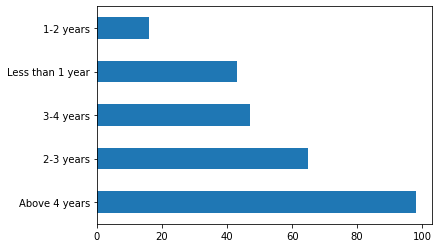 1-2 years
Less than 1 year
3-4 years
2-3 years
Above 4 years
0 20 40 60 80 100